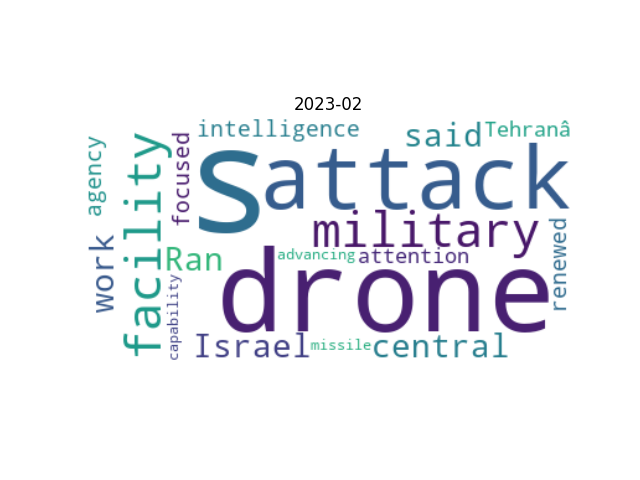 2023-02
intelligence
said
Tehranâ
agency
facility
focused
s
attack
military
work
Ran
advancing
attention
renewed
capability
drone
Israel
missile
central